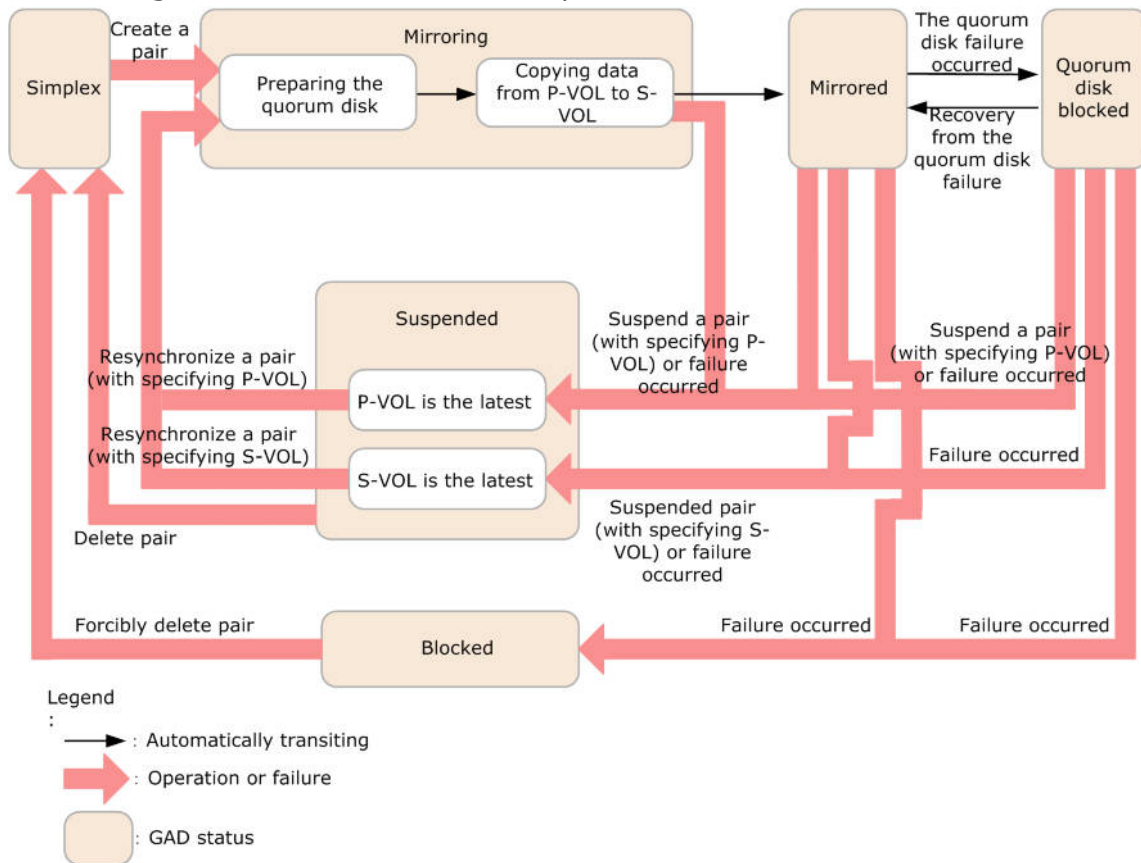 Create a
pair
Simplex
Mirroring
Preparing the
quorum disk
Copying data
from P-VOL to S-
VOL
Mirrored
The quorum
disk failure
occurred
Recovery
from the
quorum disk
failure
Quorum
disk
blocked
Suspended
Resynchronize a pair
(with specifying P-VOL)
P-VOL is the latest
Suspend a pair
(with specifying P-
VOL) or failure
occurred
Suspend a pair
(with specifying P-VOL)
or failure occurred
Resynchronize a pair
(with specifying S-VOL)
S-VOL is the latest
Failure occurred
Suspended pair
(with specifying S-
VOL) or failure
occurred
Delete pair
Forcibly delete pair
Blocked
Failure occurred
Failure occurred
Legend
:
: Automatically transiting
: Operation or failure
: GAD status